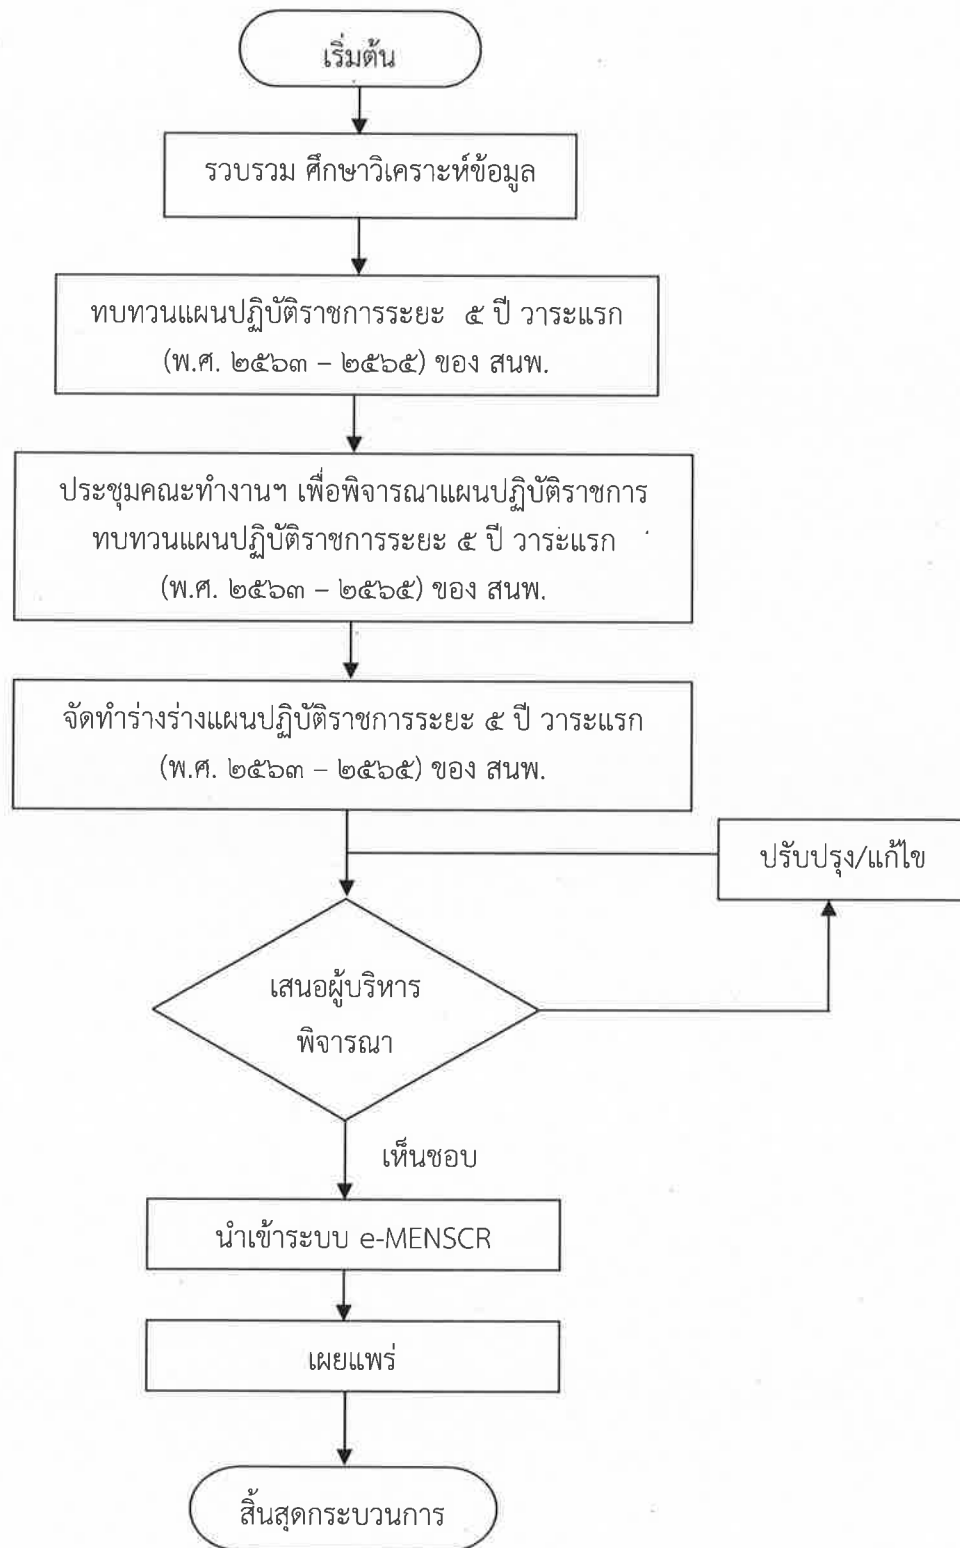 เริ่มต้น
รวบรวม ศึกษาวิเคราะห์ข้อมูล
ทบทวนแผนปฏิบัติราชการระยะ ๕ ปี วาระแรก
(พ.ศ. ๒๕๖๓ – ๒๕๖๕) ของ สนพ.
ประชุมคณะทำงานฯ เพื่อพิจารณาแผนปฏิบัติราชการ
ทบทวนแผนปฏิบัติราชการระยะ ๕ ปี วาระแรก
(พ.ศ. ๒๕๖๓ – ๒๕๖๕) ของ สนพ.
จัดทำร่างร่างแผนปฏิบัติราชการระยะ ๕ ปี วาระแรก
(พ.ศ. ๒๕๖๓ – ๒๕๖๕) ของ สนพ.
ปรับปรุง/แก้ไข
เสนอผู้บริหาร
พิจารณา
เห็นชอบ
นำเข้าระบบ e-MENSCR
เผยแพร่
สิ้นสุดกระบวนการ